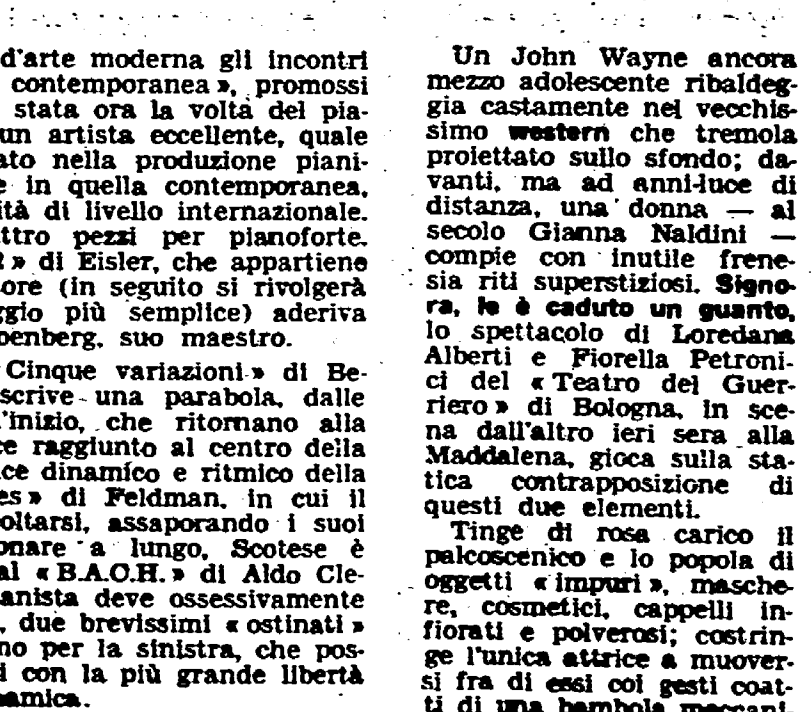 d'arte moderna gli incontri
contemporanea », promossi
stata ora la volta del pia-
un artista eccellente, quale
ato nella produzione piani-
e in quella contemporanea,
ità di livello internazionale.
ttro pezzi per pianoforte.
» di Eisler, che appartiene
ore (in seguito si rivolgerà
ggio più semplice) aderiva
oenberg, suo maestro.
Cinque variazioni » di Be-
scrive una parabola, dalle
l'inizio, che ritornano alla
ce raggiunto al centro della
ce dinamico e ritmico della
es » di Feldman, in cui il
oltarsi, assaporando i suoi
onare a lungo, Scotese è
al « B.A.C.H. » di Aldo Cle-
anista deve ossessivamente
, due brevissimi « ostinati »
no per la sinistra, che pos-
i con la più grande libertà
amica.
Un John Wayne ancora
mezzo adolescente ribaldeg-
gia castamente nel vecchis-
simo western che tremola
proiettato sullo sfondo; da-
vanti, ma ad anni-luce di
distanza, una donna — al
secolo Gianna Naldini —
compie con inutile frene-
sia riti superstiziosi. Signo-
ra, le è caduto un guanto,
lo spettacolo di Loredana
Alberti e Fiorella Petroni-
ci del « Teatro del Guer-
riero » di Bologna, in sce-
na dall'altro ieri sera alla
Maddalena, gioca sulla sta-
tica contrapposizione di
questi due elementi.
Tinge di rosa carico il
palcoscenico e lo popola di
oggetti « impuri », masche-
re, cosmetici, cappelli in-
fiorati e polverosi; costrin-
ge l'unica attrice a muover-
si fra di essi coi gesti coat-
ti di una bambola meccani-